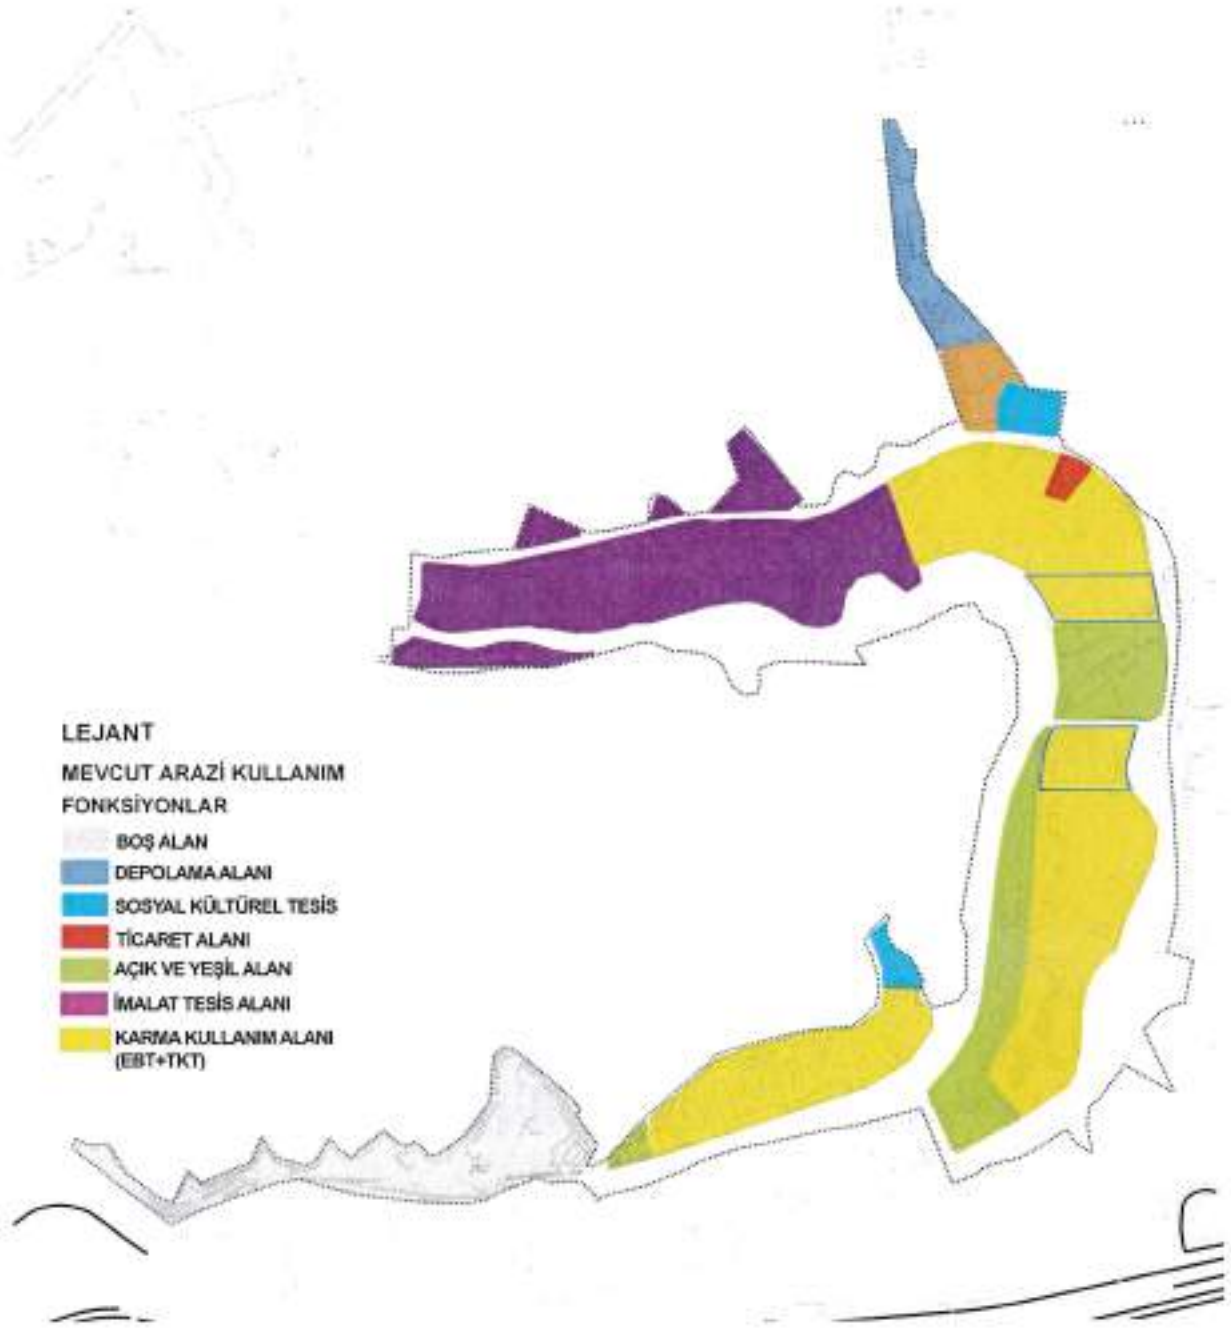 LEJANT
MEVCUT ARAZİ KULLANIM
FONKSİYONLAR
BOŞ ALAN
DEPOLAMA ALANI
SOSYAL KÜLTÜREL TESİS
TİCARET ALANI
AÇIK VE YEŞİL ALAN
İMALAT TESİS ALANI
KARMA KULLANIM ALANI
(EBT+TKT)